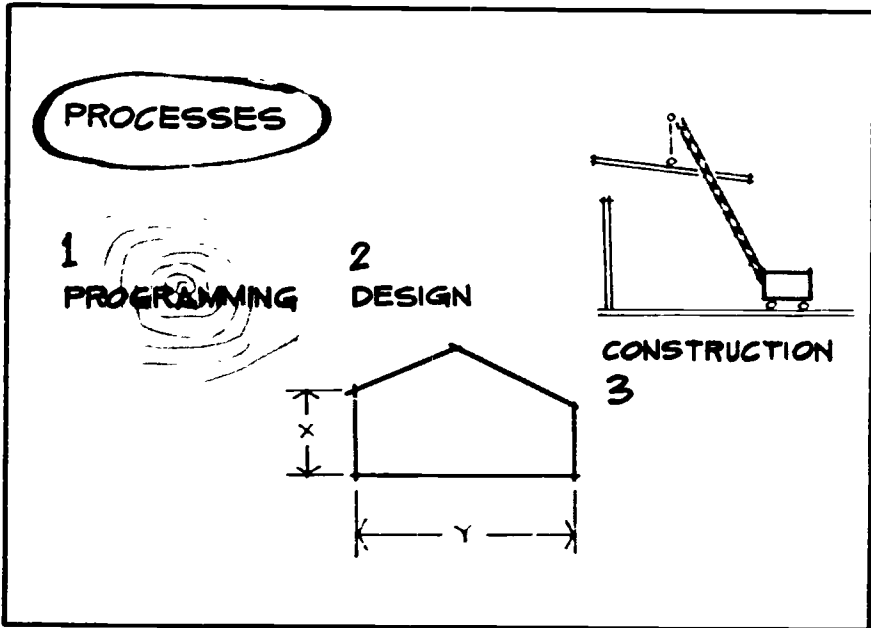 PROCESSES
1
PROGRAMMING
2
DESIGN
CONSTRUCTION
3
X
Y